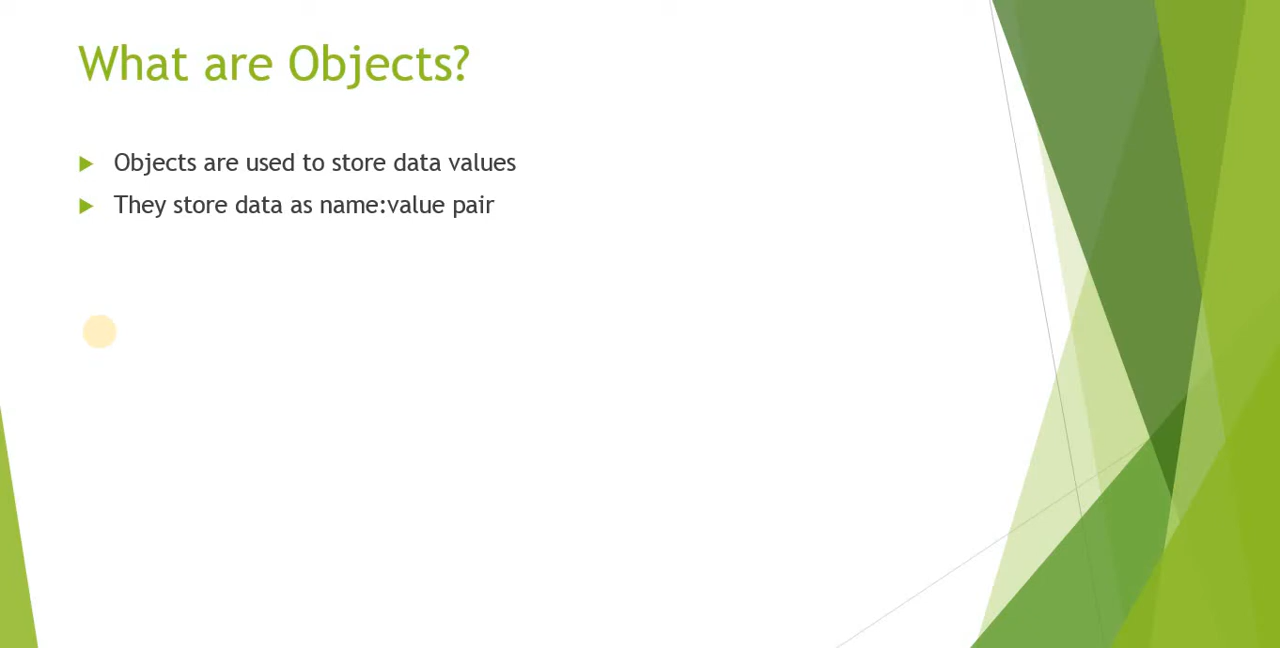 What are Objects?
Objects are used to store data values
They store data as name:value pair